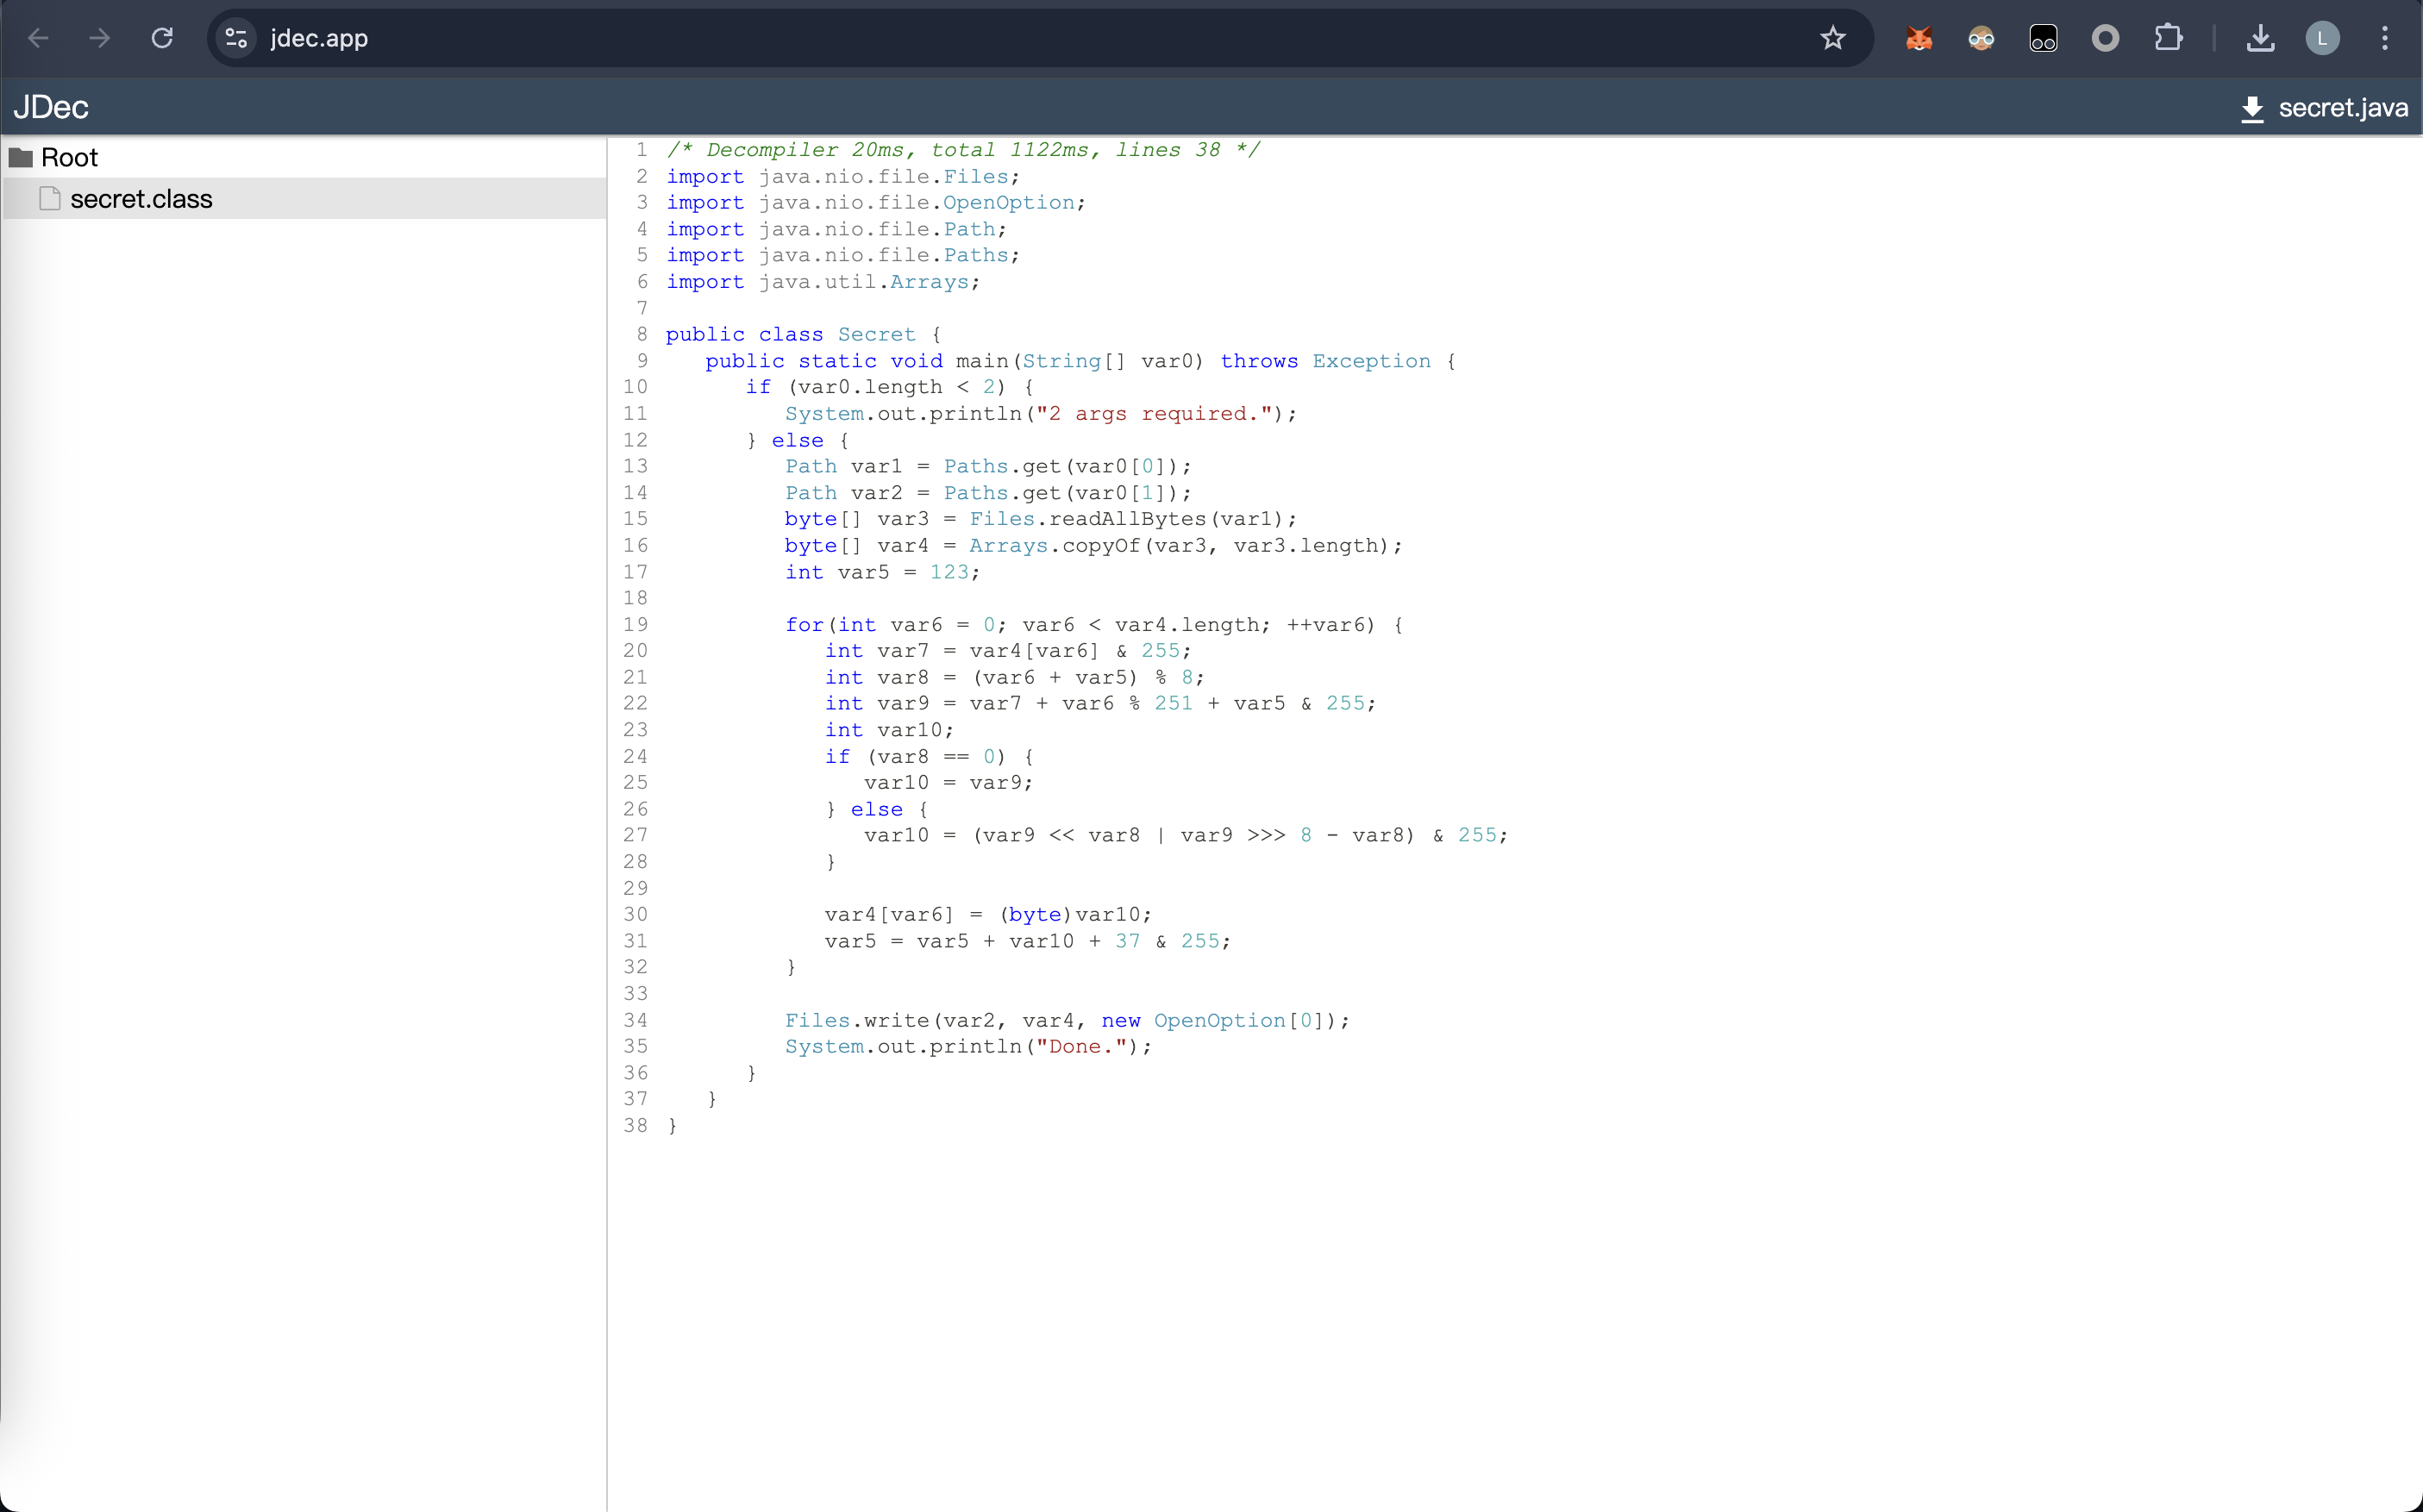 jdec.app
L
JDec
secret.java
Root
secret.class
1 /* Decompiler 20ms, total 1122ms, lines 38 */
2 import java.nio.file.Files;
3 import java.nio.file.OpenOption;
4 import java.nio.file.Path;
5 import java.nio.file.Paths;
6 import java.util.Arrays;
7
8 public class Secret {
9    public static void main(String[] var0) throws Exception {
10       if (var0.length < 2) {
11          System.out.println("2 args required.");
12       } else {
13          Path var1 = Paths.get(var0[0]);
14          Path var2 = Paths.get(var0[1]);
15          byte[] var3 = Files.readAllBytes(var1);
16          byte[] var4 = Arrays.copyOf(var3, var3.length);
17          int var5 = 123;
18
19          for(int var6 = 0; var6 < var4.length; ++var6) {
20             int var7 = var4[var6] & 255;
21             int var8 = (var6 + var5) % 8;
22             int var9 = var7 + var6 % 251 + var5 & 255;
23             int var10;
24             if (var8 == 0) {
25                var10 = var9;
26             } else {
27                var10 = (var9 << var8 | var9 >>> 8 - var8) & 255;
28             }
29
30             var4[var6] = (byte)var10;
31             var5 = var5 + var10 + 37 & 255;
32          }
33
34          Files.write(var2, var4, new OpenOption[0]);
35          System.out.println("Done.");
36       }
37    }
38 }